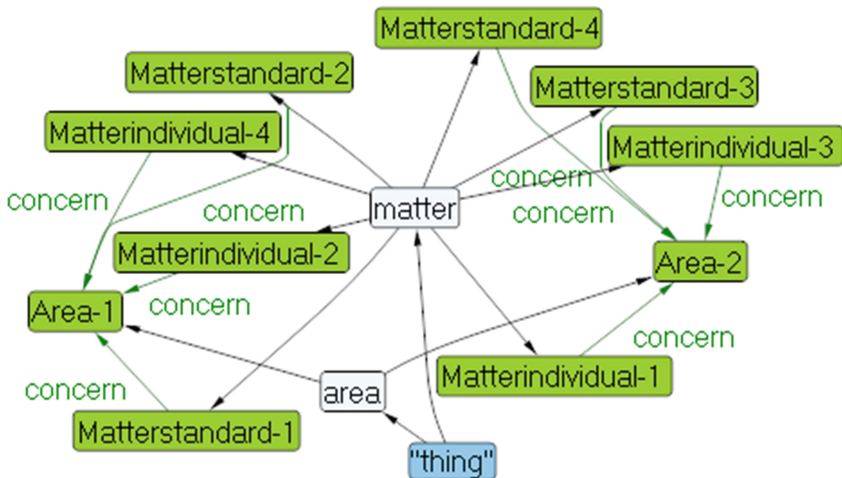 Matterstandard-4
Matterstandard-2
Matterstandard-3
Matterindividual-4
Matterindividual-3
concern
concern
concern
matter
concern
concern
Matterindividual-2
Area-2
Area-1
concern
concern
Matterindividual-1
area
concern
Matterstandard-1
"thing"